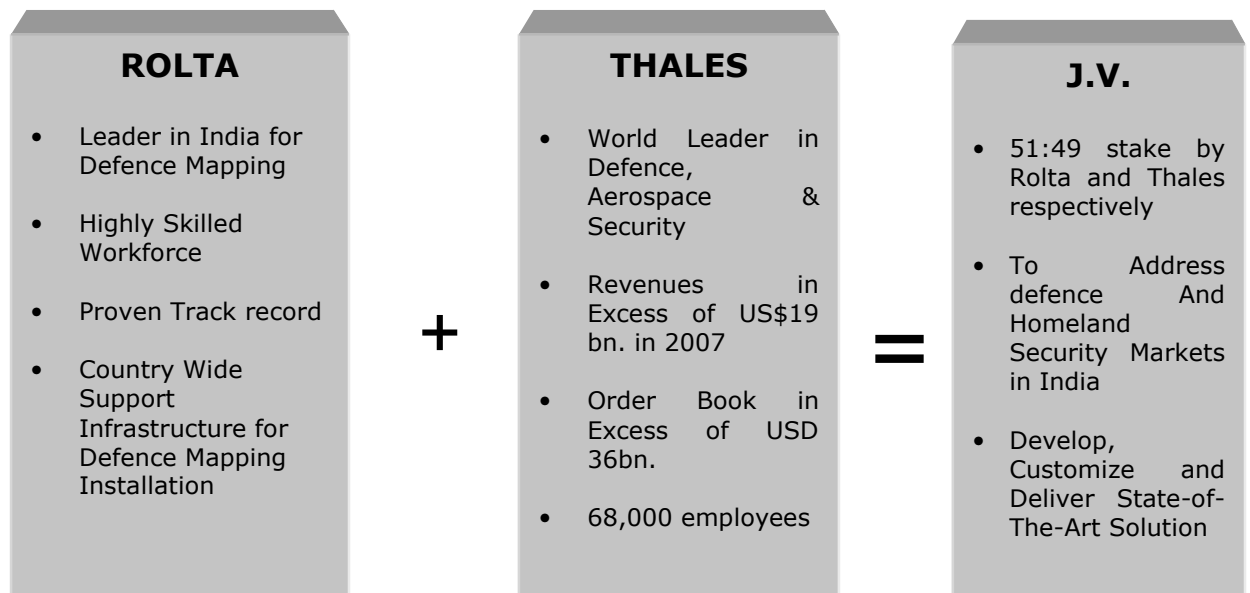 ROLTA
• Leader in India for
Defence Mapping
• Highly Skilled
Workforce
• Proven Track record
• Country Wide
Support
Infrastructure for
Defence Mapping
Installation
+
THALES
• World Leader in
Defence,
Aerospace &
Security
• Revenues in
Excess of US$19
bn. in 2007
• Order Book in
Excess of USD
36bn.
• 68,000 employees
=
J.V.
• 51:49 stake by
Rolta and Thales
respectively
• To Address
defence And
Homeland
Security Markets
in India
• Develop,
Customize and
Deliver State-of-
The-Art Solution